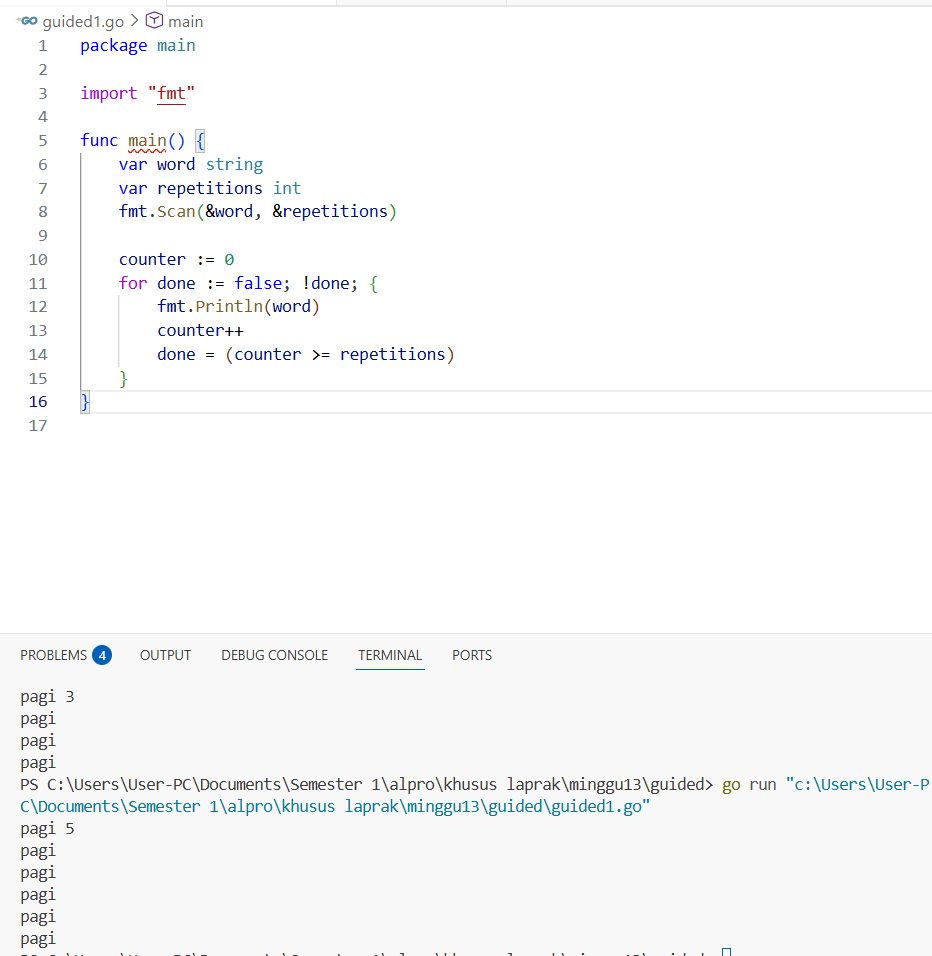 GO guided1.go > main
1 package main
2
3 import "fmt"
4
5 func main() {
6     var word string
7     var repetitions int
8     fmt.Scan(&word, &repetitions)
9
10     counter := 0
11     for done := false; !done; {
12         fmt.Println(word)
13         counter++
14         done = (counter >= repetitions)
15     }
16 }
17
PROBLEMS 4 OUTPUT DEBUG CONSOLE TERMINAL PORTS
pagi 3
pagi
pagi
pagi
PS C:\Users\User-PC\Documents\Semester 1\alpro\khusus laprak\minggu13\guided> go run "c:\Users\User-P
C\Documents\Semester 1\alpro\khusus laprak\minggu13\guided\guided1.go"
pagi 5
pagi
pagi
pagi
pagi
pagi